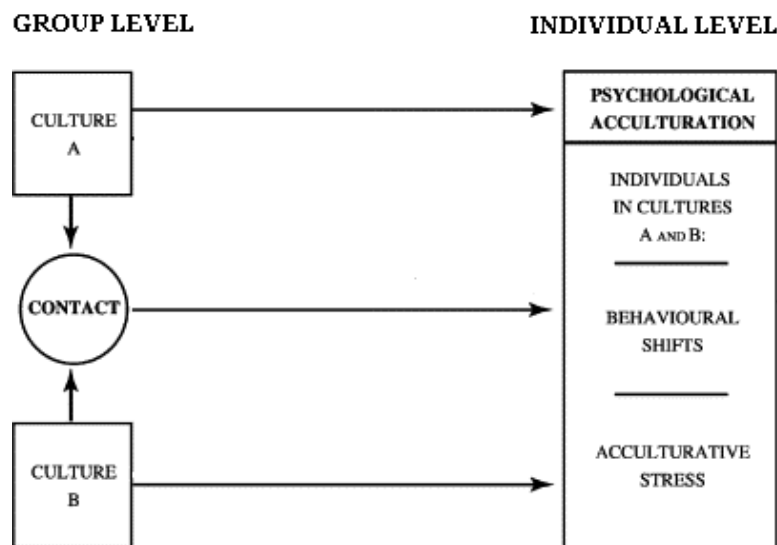 GROUP LEVEL
INDIVIDUAL LEVEL
CULTURE
A
CONTACT
CULTURE
B
PSYCHOLOGICAL
ACCULTURATION
INDIVIDUALS
IN CULTURES
A AND B:
BEHAVIOURAL
SHIFTS
ACCULTURATIVE
STRESS